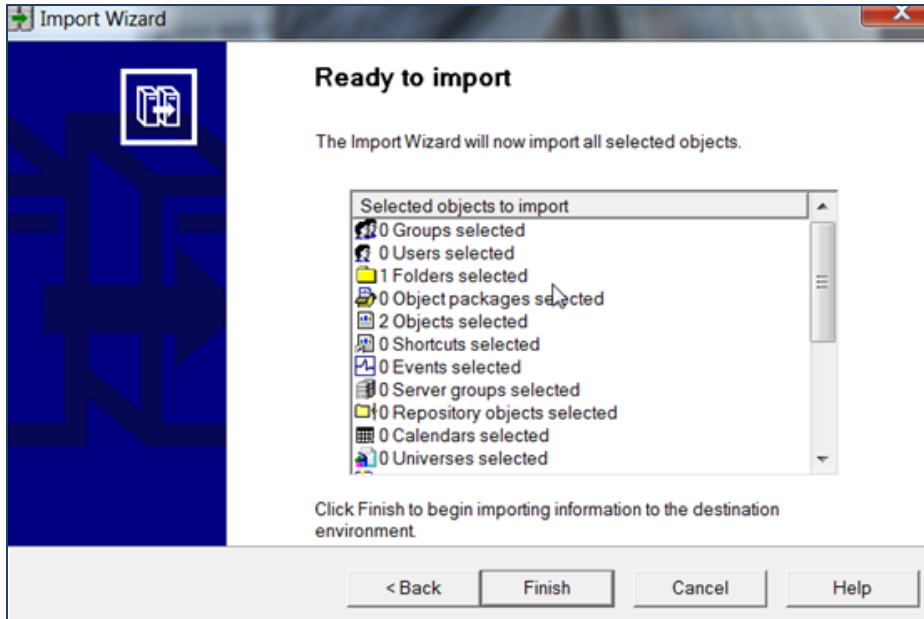 Import Wizard
Ready to import
The Import Wizard will now import all selected objects.
Selected objects to import
0 Groups selected
0 Users selected
1 Folders selected
0 Object packages selected
2 Objects selected
0 Shortcuts selected
0 Events selected
0 Server groups selected
0 Repository objects selected
0 Calendars selected
0 Universes selected
Click Finish to begin importing information to the destination
environment.
< Back
Finish
Cancel
Help